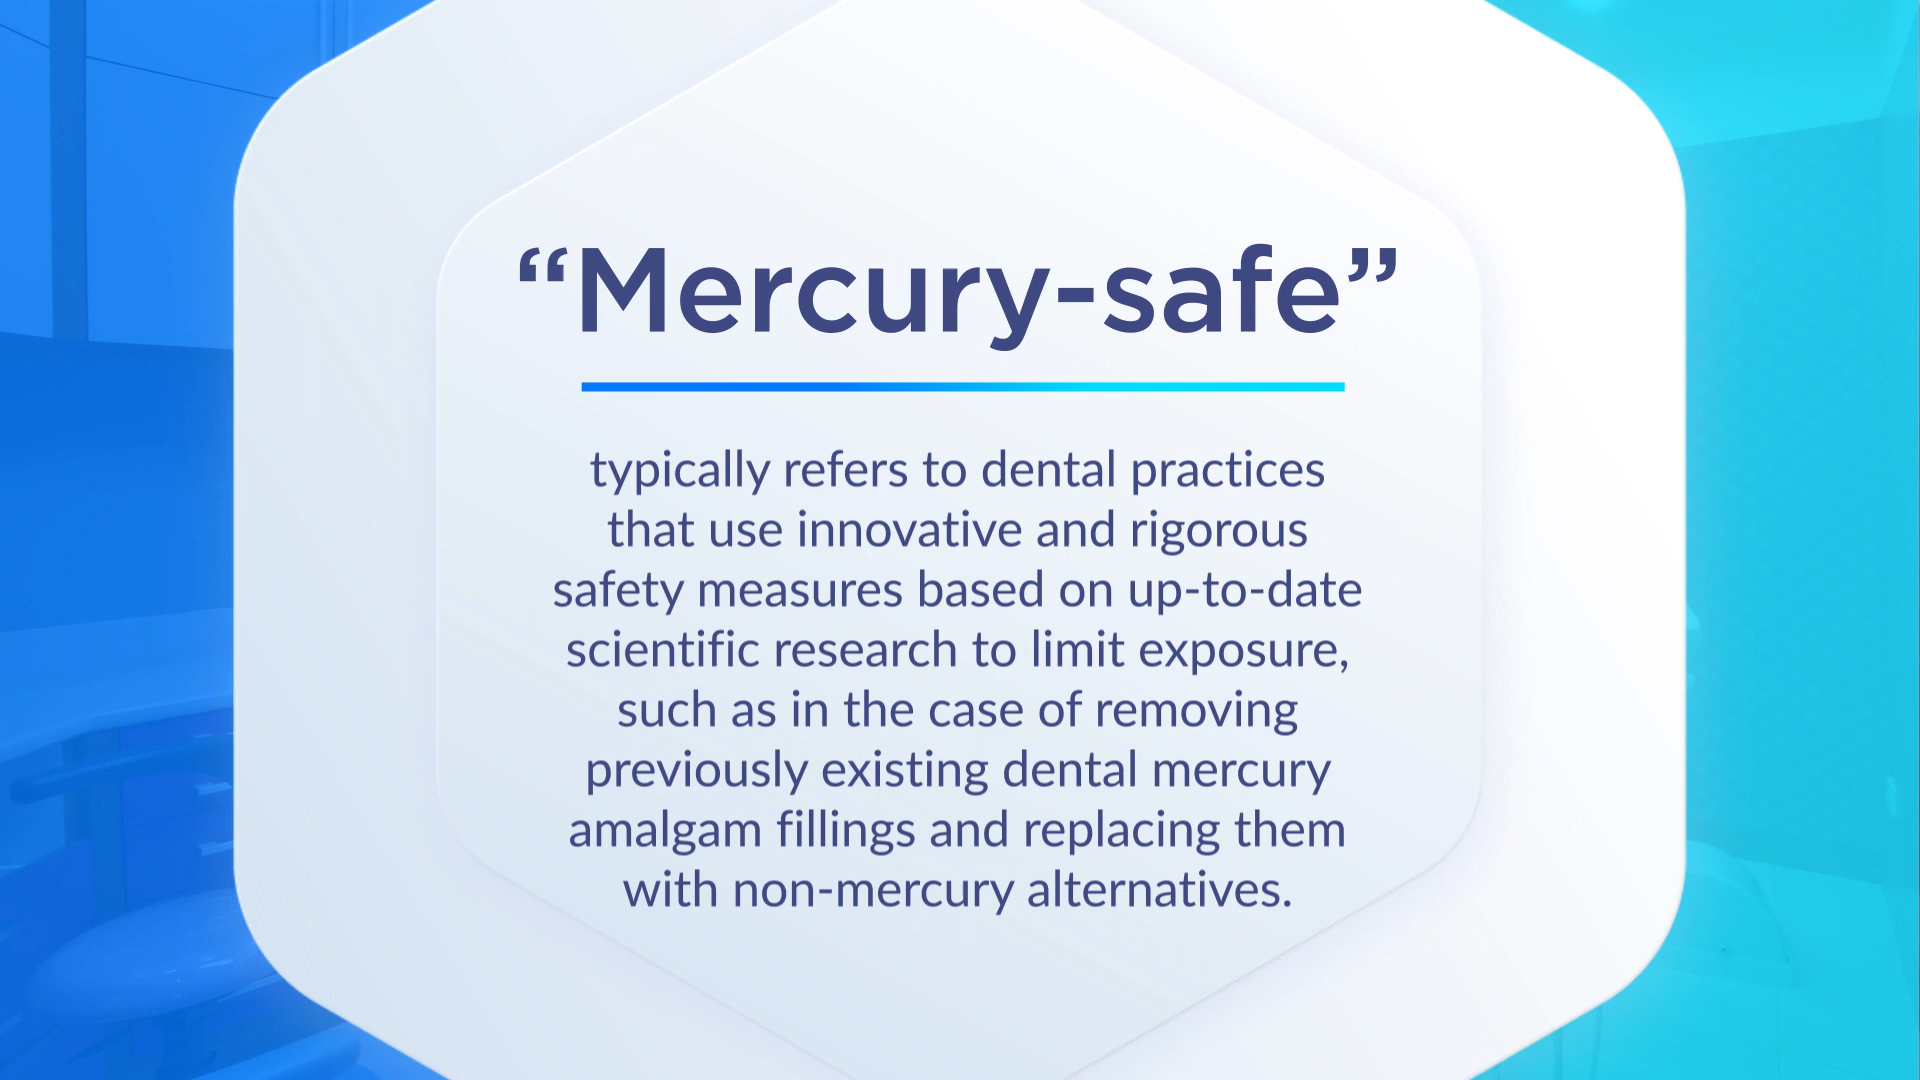 “Mercury-safe”
typically refers to dental practices
that use innovative and rigorous
safety measures based on up-to-date
scientific research to limit exposure,
such as in the case of removing
previously existing dental mercury
amalgam fillings and replacing them
with non-mercury alternatives.